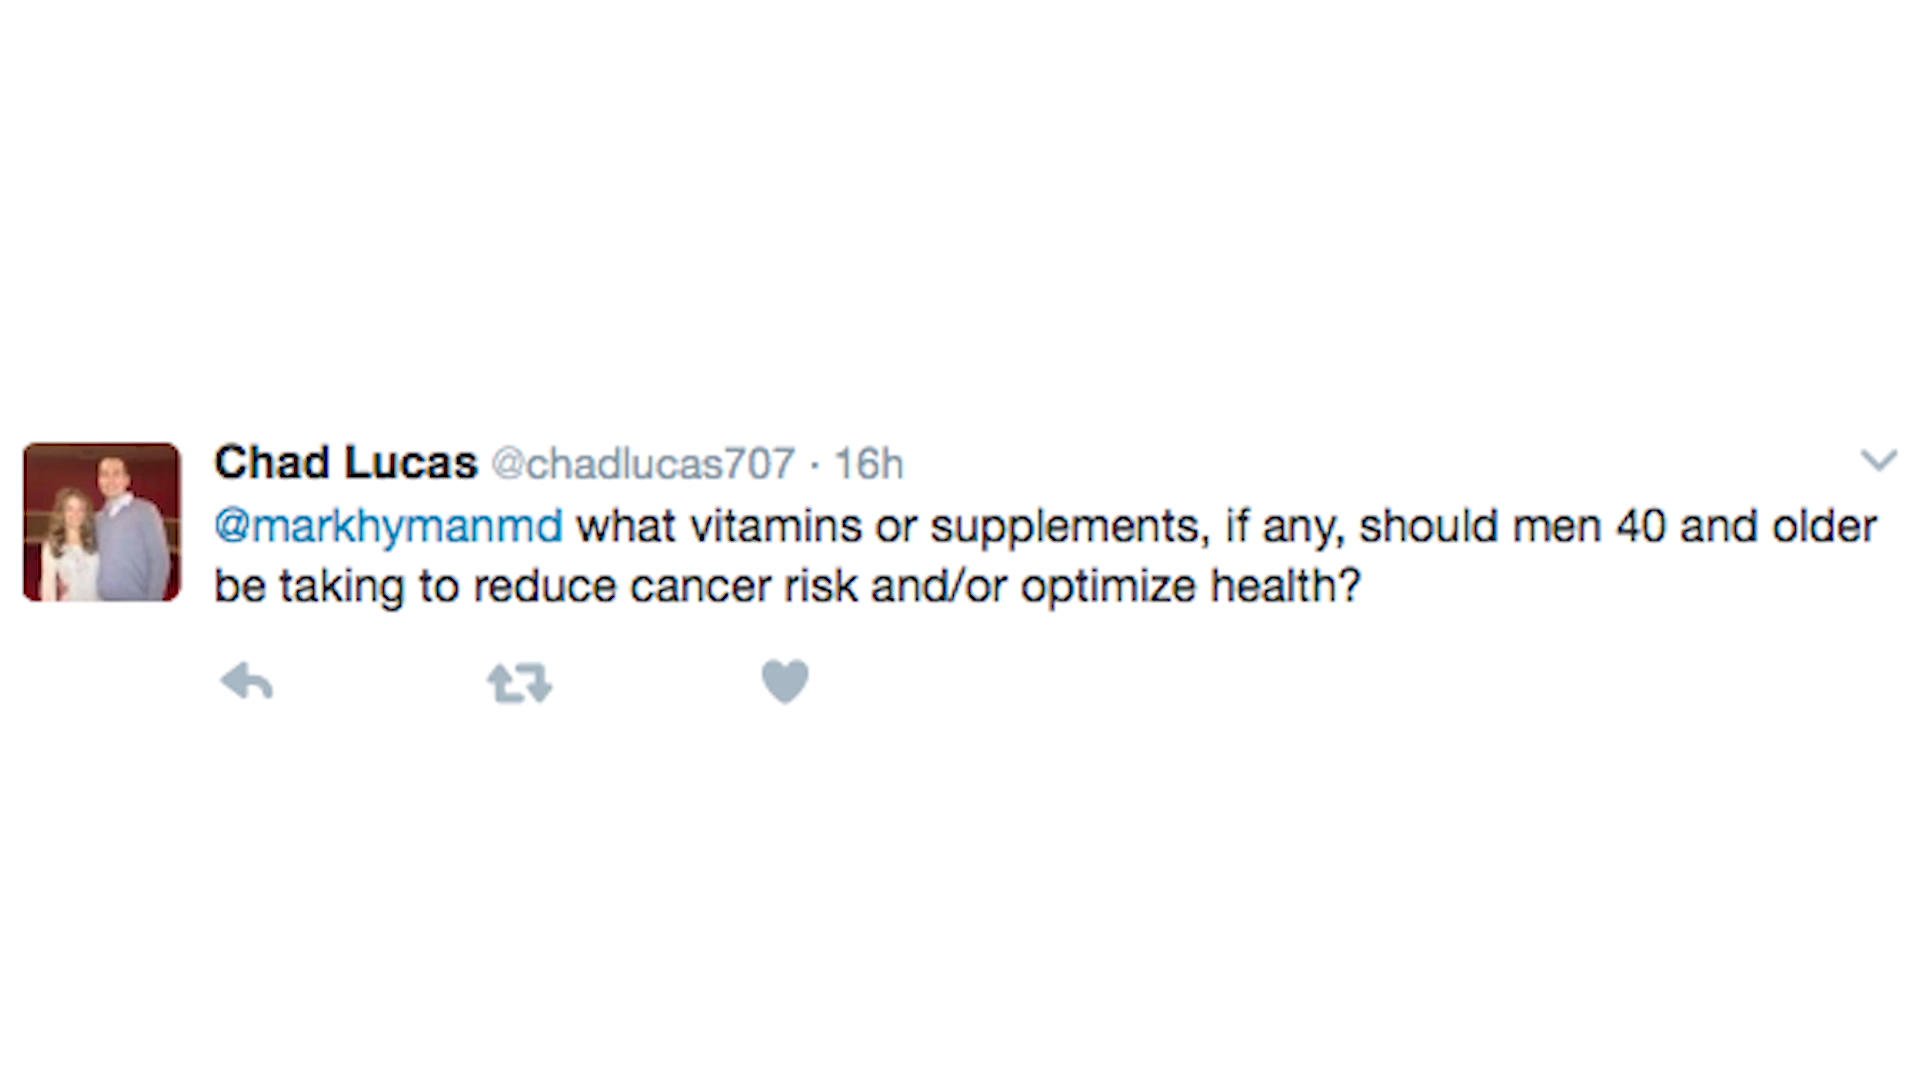 Chad Lucas @chadlucas707 · 16h
@markhymanmd what vitamins or supplements, if any, should men 40 and older
be taking to reduce cancer risk and/or optimize health?